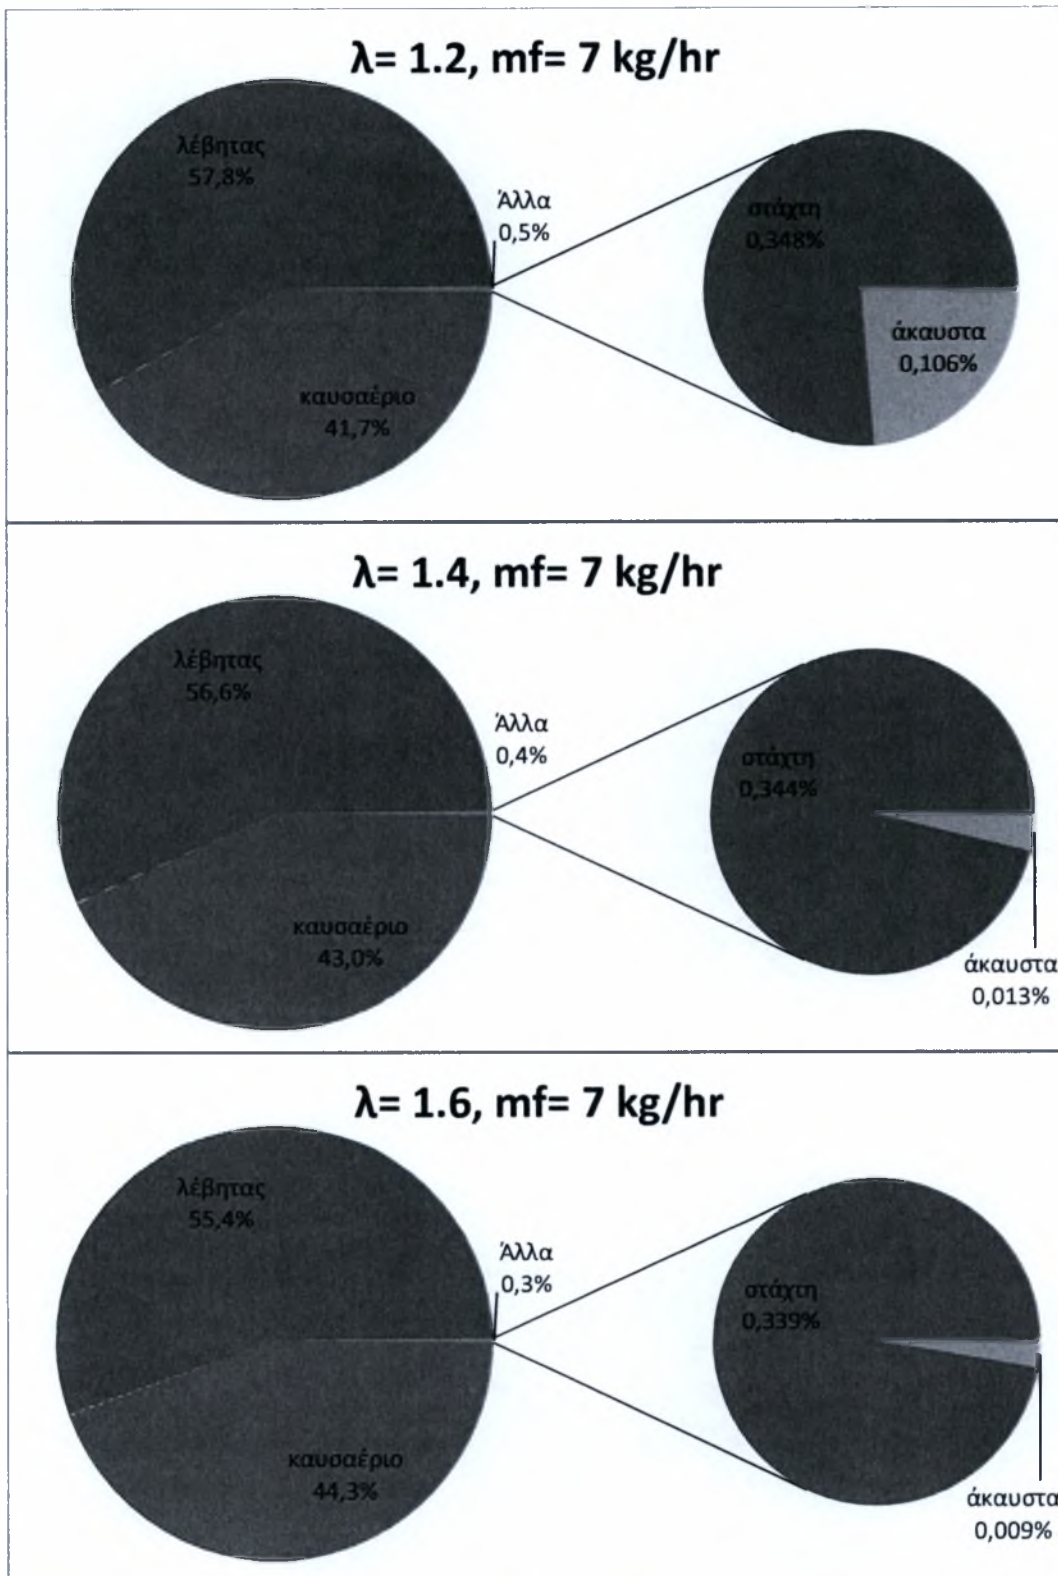 λ= 1.2, mf= 7 kg/hr
λέβητας
57,8%
Άλλα
0,5%
καυσαέριο
41,7%
στάχτη
0,348%
άκαυστα
0,106%
λ= 1.4, mf= 7 kg/hr
λέβητας
56,6%
Άλλα
0,4%
καυσαέριο
43,0%
στάχτη
0,344%
άκαυστα
0,013%
λ= 1.6, mf= 7 kg/hr
λέβητας
55,4%
Άλλα
0,3%
καυσαέριο
44,3%
στάχτη
0,339%
άκαυστα
0,009%